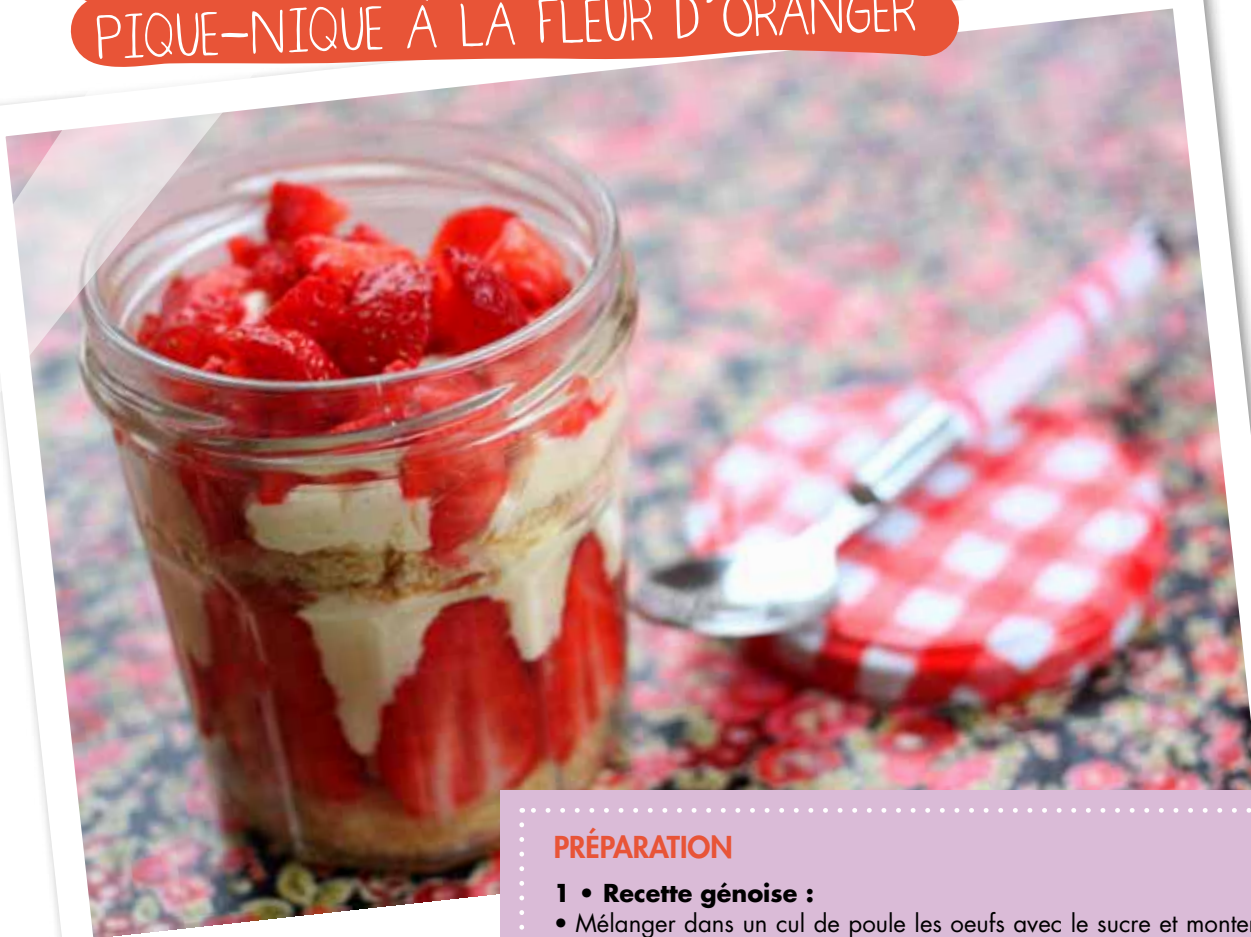 PIQUE-NIQUE À LA FLEUR D'ORANGER
PRÉPARATION
1 • Recette génoise :
• Mélanger dans un cul de poule les oeufs avec le sucre et monter